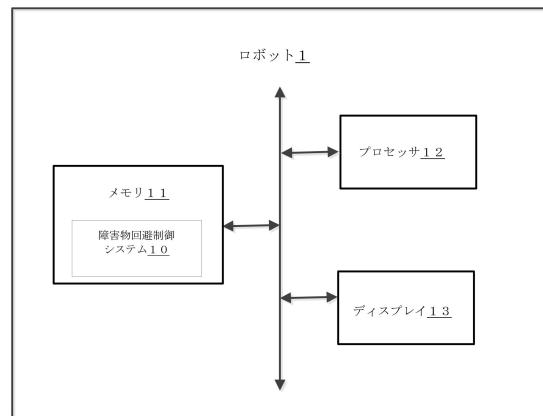 ロボット1
メモリ11
障害物回避制御
システム10
プロセッサ12
ディスプレイ13